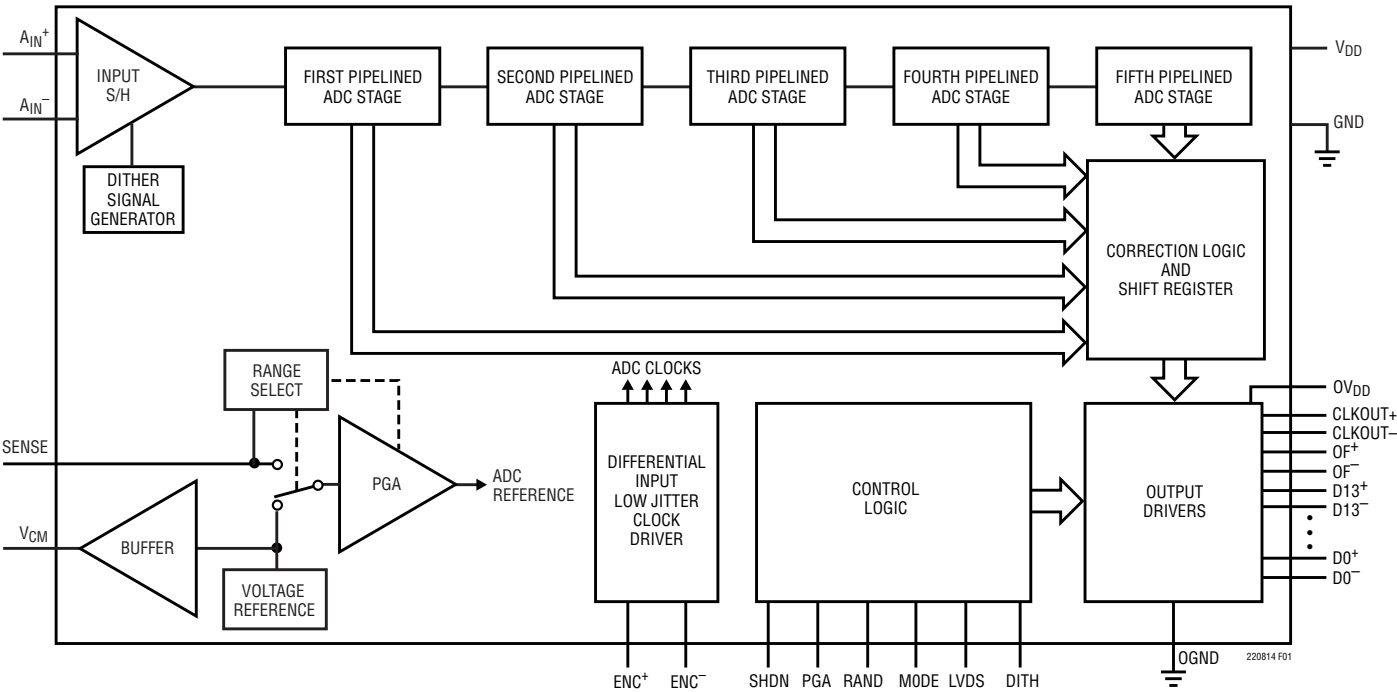 AIN+
AIN−
INPUT
S/H
DITHER
SIGNAL
GENERATOR
FIRST PIPELINED
ADC STAGE
SECOND PIPELINED
ADC STAGE
THIRD PIPELINED
ADC STAGE
FOURTH PIPELINED
ADC STAGE
FIFTH PIPELINED
ADC STAGE
VDD
GND
CORRECTION LOGIC
AND
SHIFT REGISTER
RANGE
SELECT
SENSE
PGA
ADC
REFERENCE
VCM
BUFFER
VOLTAGE
REFERENCE
ADC CLOCKS
DIFFERENTIAL
INPUT
LOW JITTER
CLOCK
DRIVER
CONTROL
LOGIC
OUTPUT
DRIVERS
OVDD
CLKOUT+
CLKOUT−
OF+
OF−
D13+
D13−
D0+
D0−
OGND
ENC+
ENC−
SHDN
PGA
RAND
MODE
LVDS
DITH
220814 F01